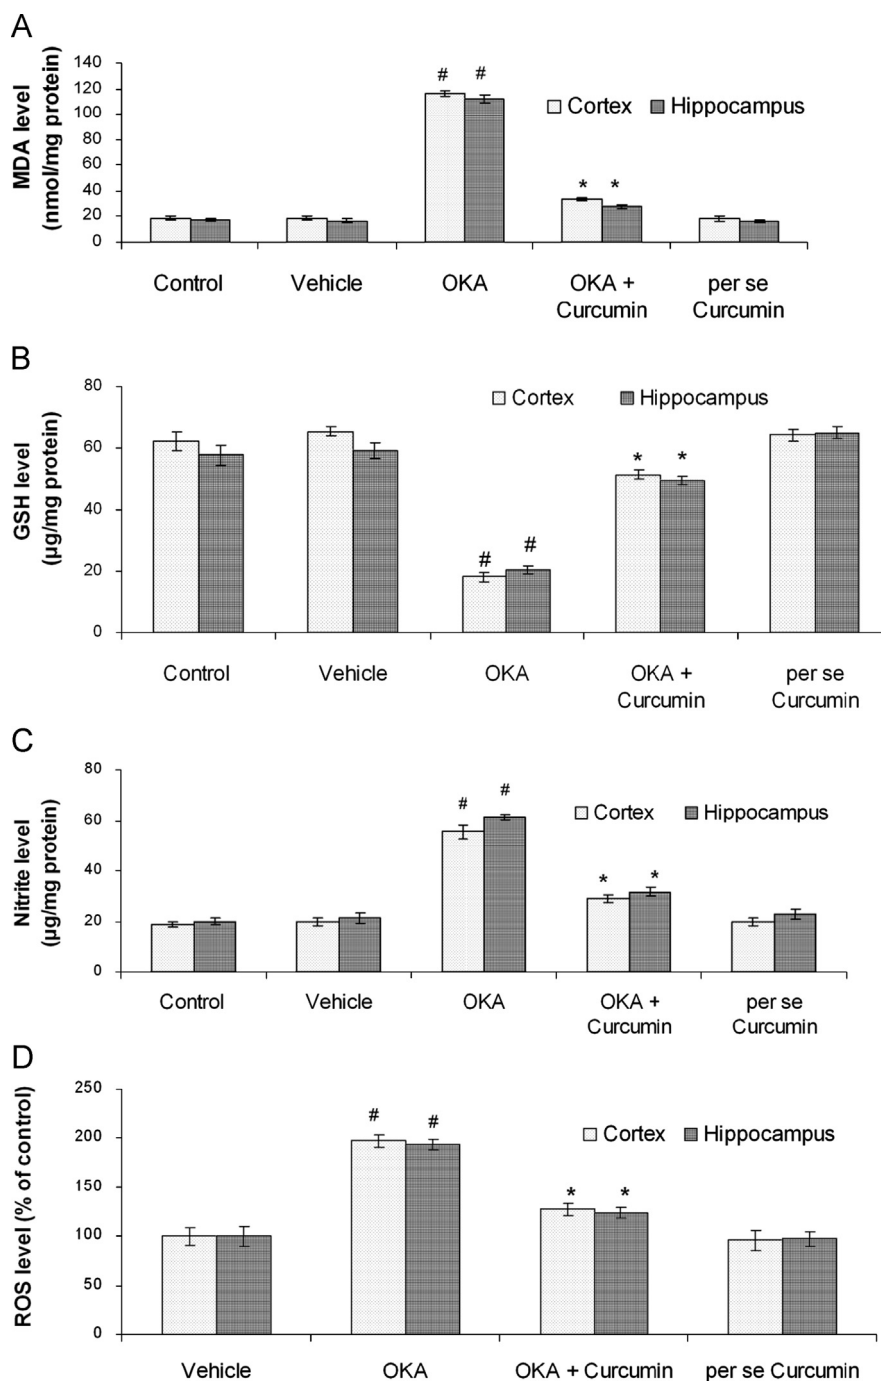 A
MDA level
(nmol/mg protein)
140
120
100
80
60
40
20
0
# #
Cortex Hippocampus
* *
Control Vehicle OKA OKA + per se
Curcumin Curcumin
B
GSH level
(µg/mg protein)
80
60
40
20
0
Cortex Hippocampus
* *
# #
Control Vehicle OKA OKA + per se
Curcumin Curcumin
C
Nitrite level
(µg/mg protein)
80
60
40
20
0
# #
Cortex Hippocampus
* *
Control Vehicle OKA OKA + per se
Curcumin Curcumin
D
ROS level (% of control)
250
200
150
100
50
0
# #
Cortex Hippocampus
* *
Vehicle OKA OKA + Curcumin per se Curcumin